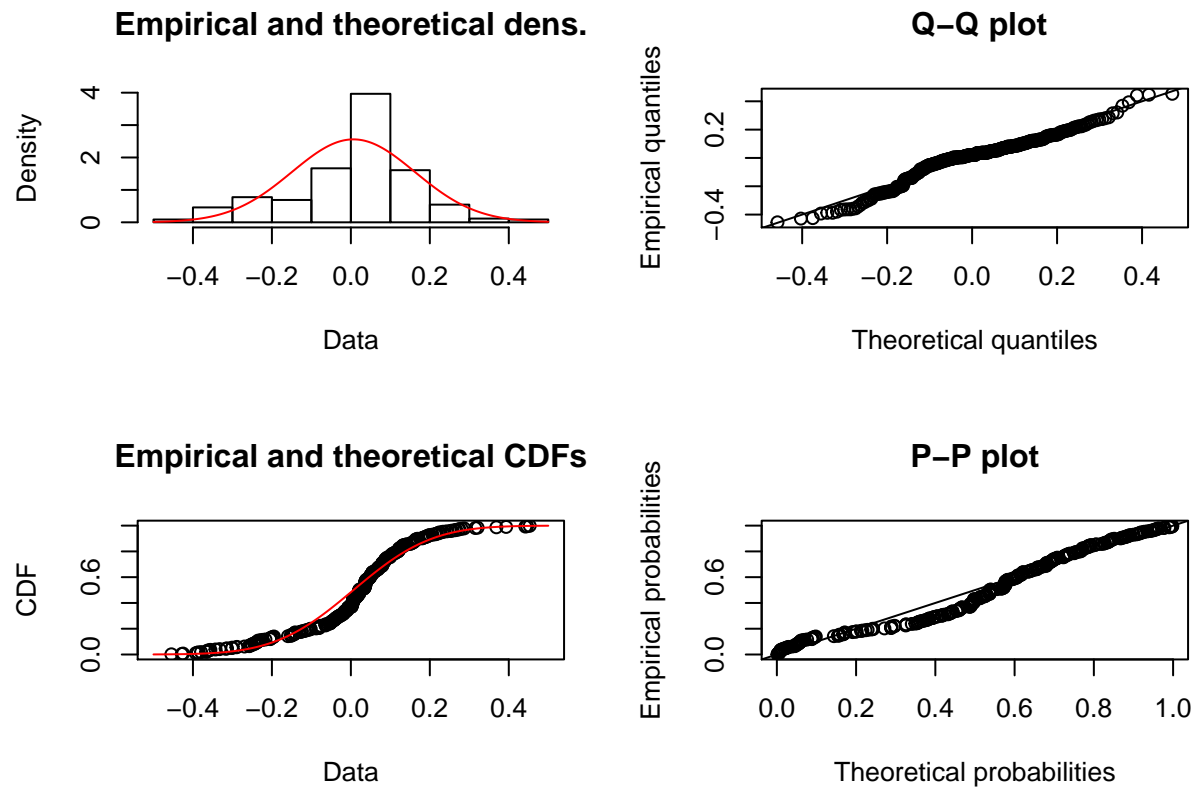 Empirical and theoretical dens.
Density
0 2 4
−0.4 −0.2 0.0 0.2 0.4
Data
Q−Q plot
Empirical quantiles
−0.4 0.2
−0.4 −0.2 0.0 0.2 0.4
Theoretical quantiles
Empirical and theoretical CDFs
CDF
0.0 0.6
−0.4 −0.2 0.0 0.2 0.4
Data
P−P plot
Empirical probabilities
0.0 0.6
0.0 0.2 0.4 0.6 0.8 1.0
Theoretical probabilities